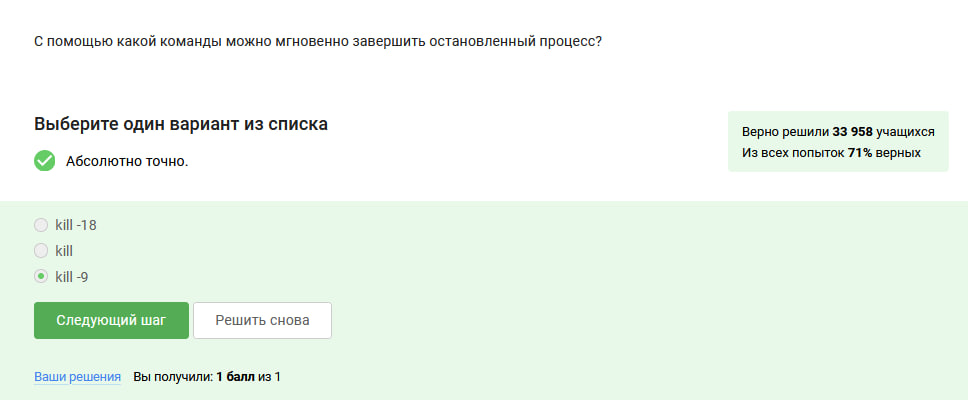 С помощью какой команды можно мгновенно завершить остановленный процесс?
Выберите один вариант из списка
Абсолютно точно.
Верно решили 33 958 учащихся
Из всех попыток 71% верных
kill -18
kill
kill -9
Следующий шаг
Решить снова
Ваши решения Вы получили: 1 балл из 1